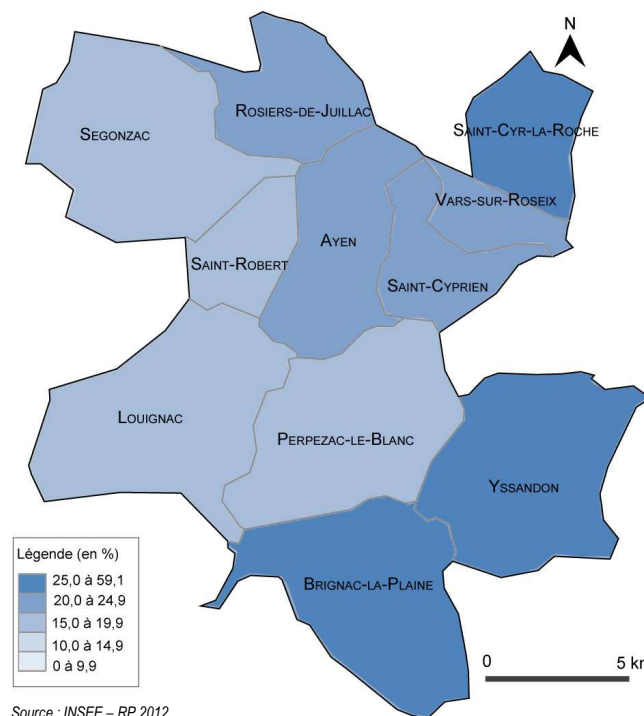 N
Rosiers-de-Juillac
Segonzac
Saint-Cyr-la-Roche
Vars-sur-Roseix
Ayen
Saint-Robert
Saint-Cyprien
Louignac
Perpezac-le-Blanc
Yssandon
Brignac-la-Plaine
Légende (en %)
25,0 à 59,1
20,0 à 24,9
15,0 à 19,9
10,0 à 14,9
0 à 9,9
0 5 km
Source : INSEE – RP 2012